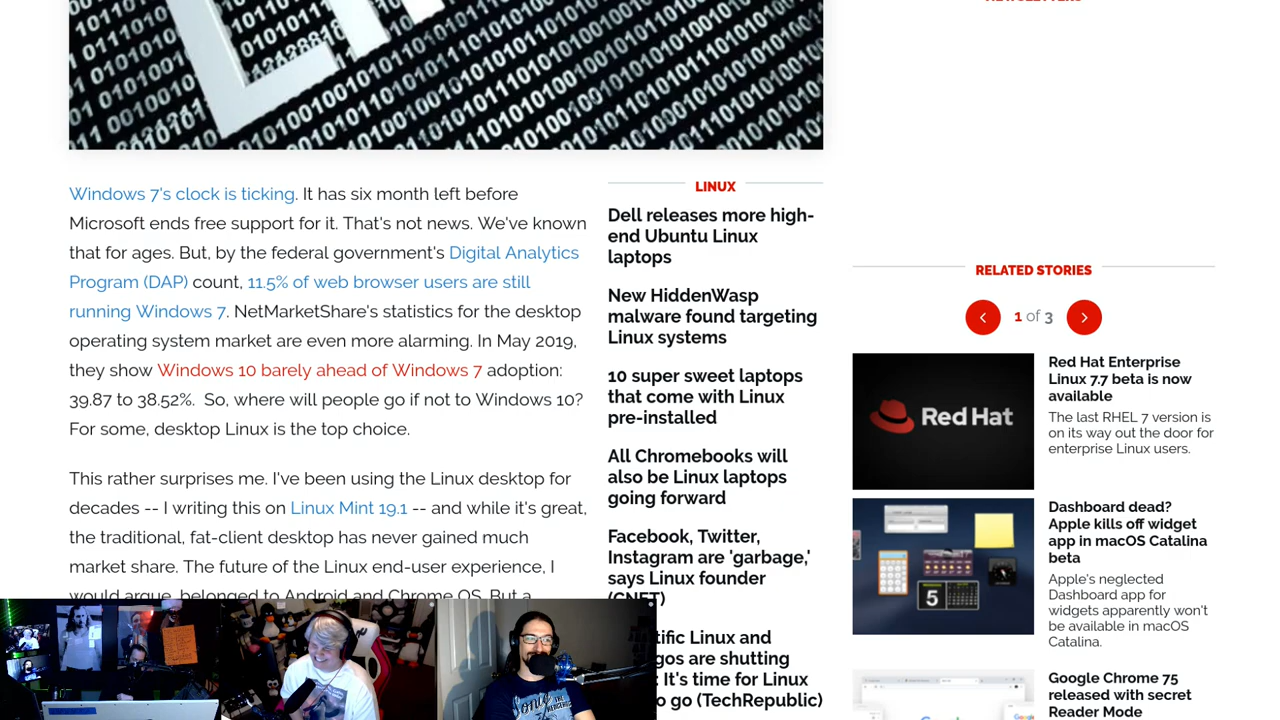 Windows 7's clock is ticking. It has six month left before
Microsoft ends free support for it. That's not news. We've known
that for ages. But, by the federal government's Digital Analytics
Program (DAP) count, 11.5% of web browser users are still
running Windows 7. NetMarketShare's statistics for the desktop
operating system market are even more alarming. In May 2019,
they show Windows 10 barely ahead of Windows 7 adoption:
39.87 to 38.52%. So, where will people go if not to Windows 10?
For some, desktop Linux is the top choice.
This rather surprises me. I've been using the Linux desktop for
decades -- I writing this on Linux Mint 19.1 -- and while it's great,
the traditional, fat-client desktop has never gained much
market share. The future of the Linux end-user experience, I
would argue, belonged to Android and Chrome OS. But a
LINUX
Dell releases more high-
end Ubuntu Linux
laptops
New HiddenWasp
malware found targeting
Linux systems
10 super sweet laptops
that come with Linux
pre-installed
All Chromebooks will
also be Linux laptops
going forward
Facebook, Twitter,
Instagram are 'garbage,'
says Linux founder
(CNET)
tific Linux and
gos are shutting
: It's time for Linux
o go (TechRepublic)
RELATED STORIES
1 of 3
Red Hat
Red Hat Enterprise
Linux 7.7 beta is now
available
The last RHEL 7 version is
on its way out the door for
enterprise Linux users.
5
Dashboard dead?
Apple kills off widget
app in macOS Catalina
beta
Apple's neglected
Dashboard app for
widgets apparently won't
be available in macOS
Catalina.
Google Chrome 75
released with secret
Reader Mode